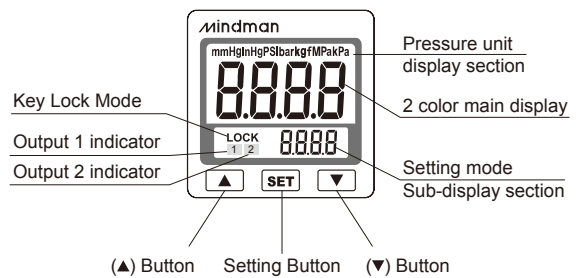 Mindman
mmHgInHgPSIbarkgfMPakPa
8.8.8.8
LOCK
1 2
8.8.8.8
▲
SET
▼
Key Lock Mode
Output 1 indicator
Output 2 indicator
Pressure unit
display section
2 color main display
Setting mode
Sub-display section
(▲) Button
Setting Button
(▼) Button